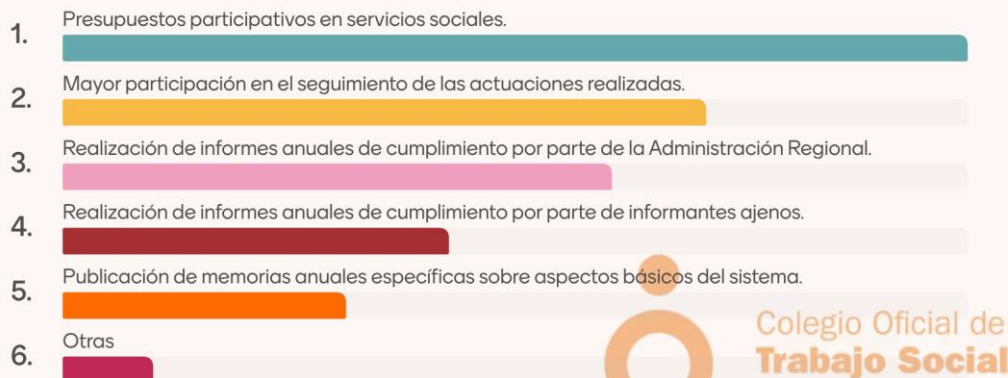 1. Presupuestos participativos en servicios sociales.
2. Mayor participación en el seguimiento de las actuaciones realizadas.
3. Realización de informes anuales de cumplimiento por parte de la Administración Regional.
4. Realización de informes anuales de cumplimiento por parte de informantes ajenos.
5. Publicación de memorias anuales específicas sobre aspectos básicos del sistema.
6. Otras
Colegio Oficial de
Trabajo Social